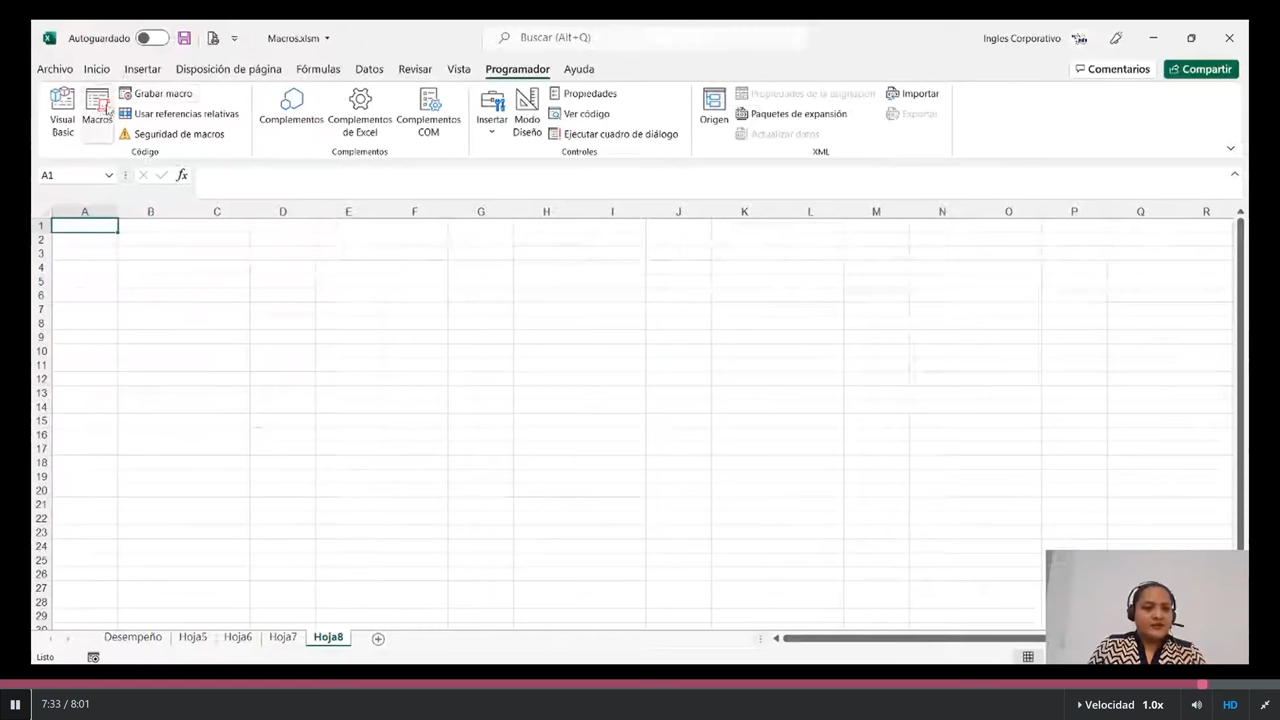 Autoguardado
Macros.xlsm
Buscar (Alt+Q)
Ingles Corporativo
Archivo Inicio Insertar Disposición de página Fórmulas Datos Revisar Vista Programador Ayuda
Comentarios Compartir
Visual Basic
Macros
Grabar macro
Usar referencias relativas
Seguridad de macros
Código
Complementos
Complementos de Excel
Complementos COM
Complementos
Insertar
Modo Diseño
Propiedades
Ver código
Ejecutar cuadro de diálogo
Controles
Origen
Propiedades de la asignación
Paquetes de expansión
Actualizar datos
Importar
Exportar
XML
A1
fx
A B C D E F G H I J K L M N O P Q R
1
2
3
4
5
6
7
8
9
10
11
12
13
14
15
16
17
18
19
20
21
22
23
24
25
26
27
28
29
Desempeño Hoja5 Hoja6 Hoja7 Hoja8
Listo
7:33 / 8:01
Velocidad 1.0x
HD